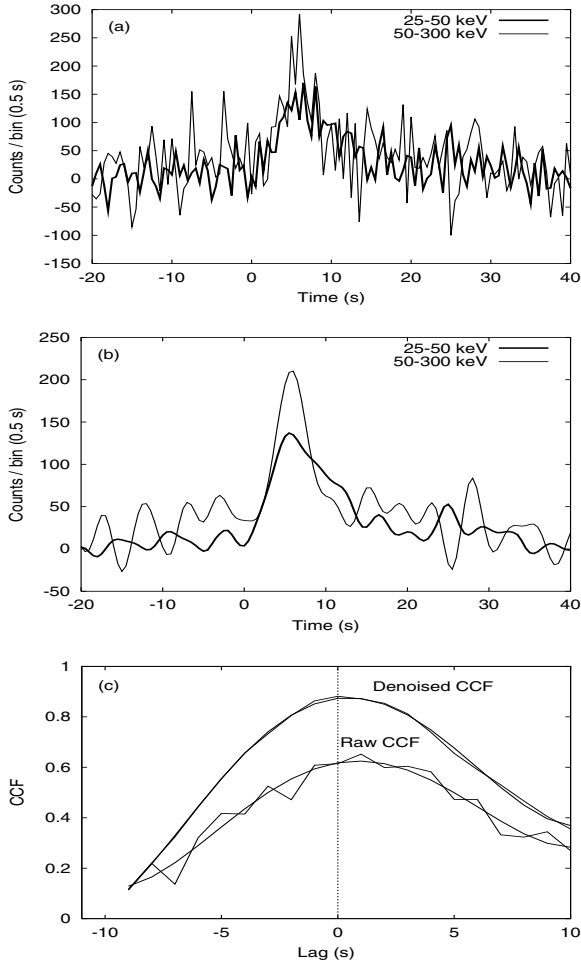 300
(a)
25-50 keV
50-300 keV
250
200
150
100
50
0
-50
-100
-150
Counts / bin (0.5 s)
-20 -10 0 10 20 30 40
Time (s)
250
(b)
25-50 keV
50-300 keV
200
150
100
50
0
-50
Counts / bin (0.5 s)
-20 -10 0 10 20 30 40
Time (s)
1
(c)
Denoised CCF
0.8
Raw CCF
0.6
0.4
0.2
0
CCF
-10 -5 0 5 10
Lag (s)